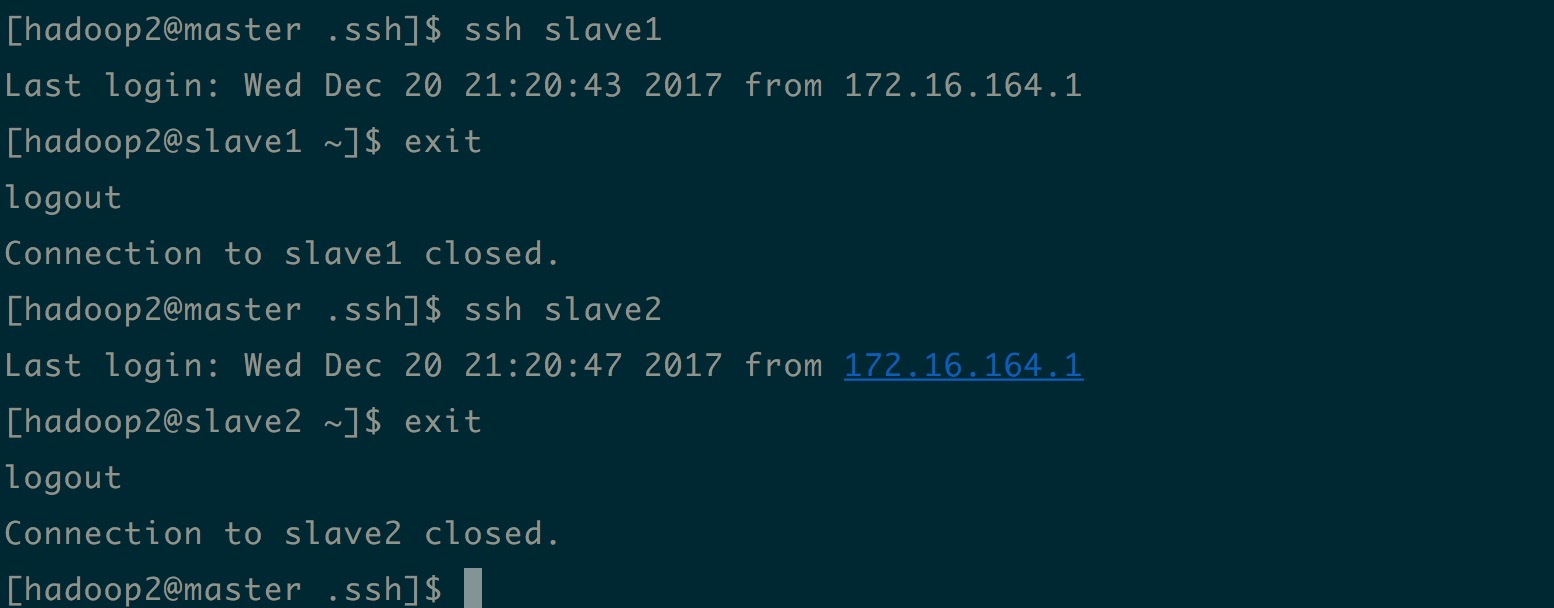 [hadoop2@master .ssh]$ ssh slave1
Last login: Wed Dec 20 21:20:43 2017 from 172.16.164.1
[hadoop2@slave1 ~]$ exit
logout
Connection to slave1 closed.
[hadoop2@master .ssh]$ ssh slave2
Last login: Wed Dec 20 21:20:47 2017 from 172.16.164.1
[hadoop2@slave2 ~]$ exit
logout
Connection to slave2 closed.
[hadoop2@master .ssh]$